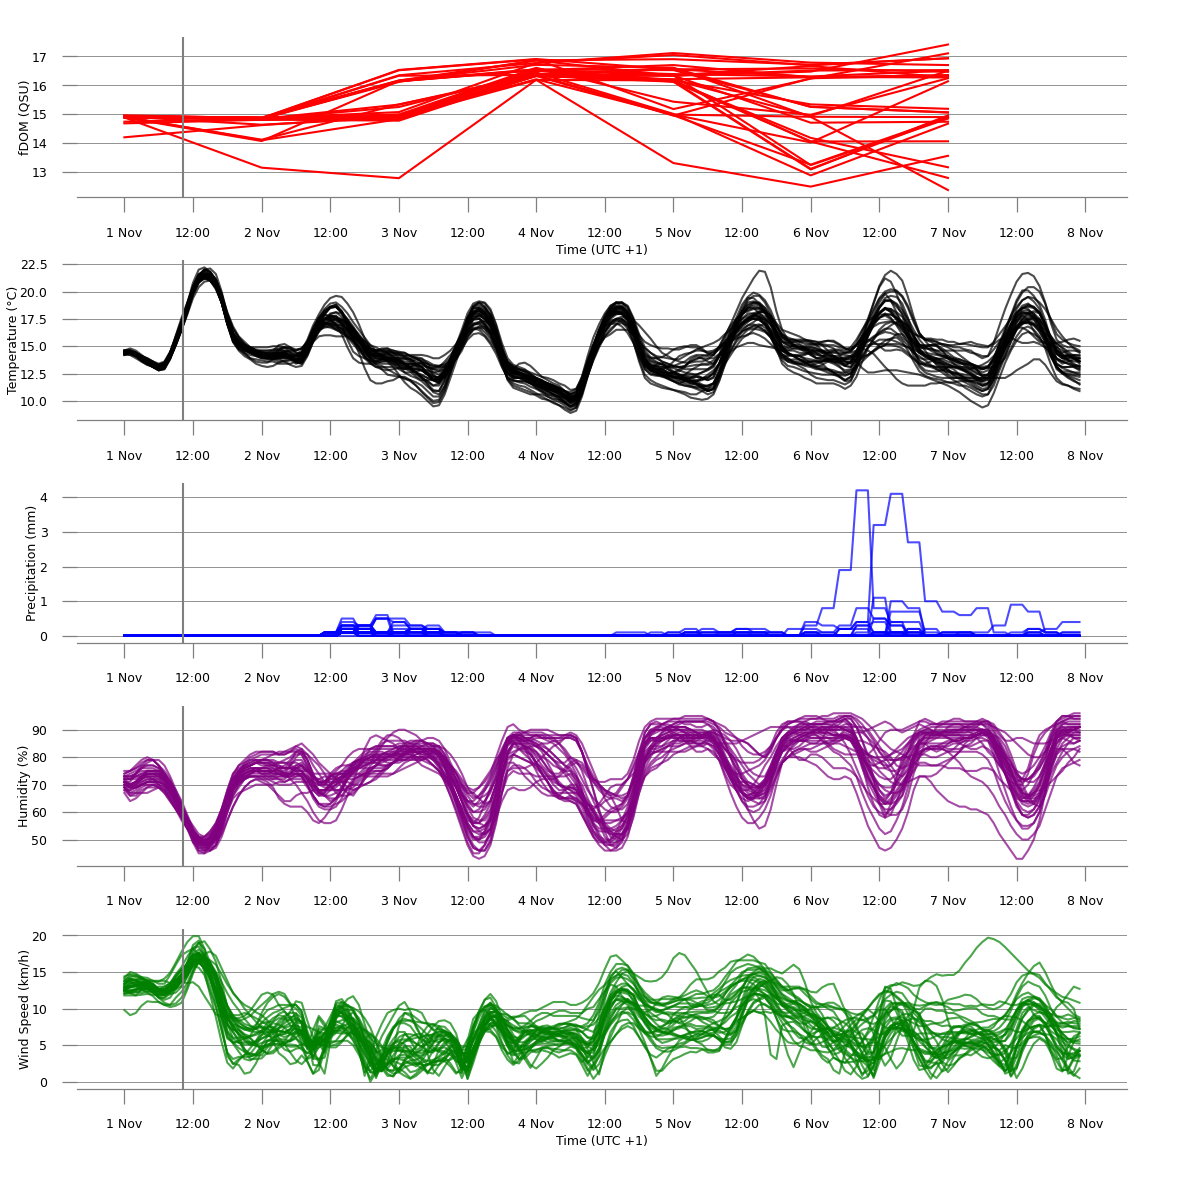 fDOM (QSU)
17
16
15
14
13
1 Nov 12:00 2 Nov 12:00 3 Nov 12:00 4 Nov 12:00 5 Nov 12:00 6 Nov 12:00 7 Nov 12:00 8 Nov
Time (UTC +1)
Temperature (°C)
22.5
20.0
17.5
15.0
12.5
10.0
1 Nov 12:00 2 Nov 12:00 3 Nov 12:00 4 Nov 12:00 5 Nov 12:00 6 Nov 12:00 7 Nov 12:00 8 Nov
Precipitation (mm)
4
3
2
1
0
1 Nov 12:00 2 Nov 12:00 3 Nov 12:00 4 Nov 12:00 5 Nov 12:00 6 Nov 12:00 7 Nov 12:00 8 Nov
Humidity (%)
90
80
70
60
50
1 Nov 12:00 2 Nov 12:00 3 Nov 12:00 4 Nov 12:00 5 Nov 12:00 6 Nov 12:00 7 Nov 12:00 8 Nov
Wind Speed (km/h)
20
15
10
5
0
1 Nov 12:00 2 Nov 12:00 3 Nov 12:00 4 Nov 12:00 5 Nov 12:00 6 Nov 12:00 7 Nov 12:00 8 Nov
Time (UTC +1)